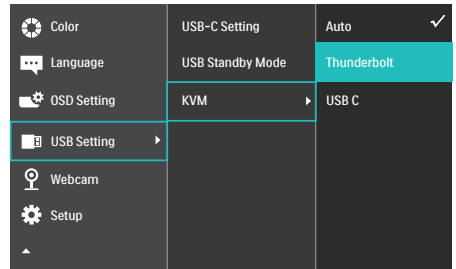 Color
Language
OSD Setting
USB Setting
Webcam
Setup
USB-C Setting
USB Standby Mode
KVM
Auto
Thunderbolt
USB C